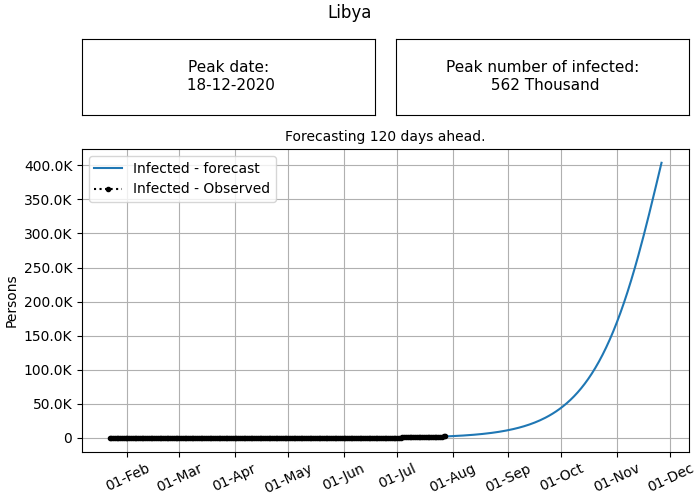 Libya
Peak date:
18-12-2020
Peak number of infected:
562 Thousand
Forecasting 120 days ahead.
Infected - forecast
Infected - Observed
400.0K
350.0K
300.0K
250.0K
200.0K
150.0K
100.0K
50.0K
0
Persons
01-Feb
01-Mar
01-Apr
01-May
01-Jun
01-Jul
01-Aug
01-Sep
01-Oct
01-Nov
01-Dec